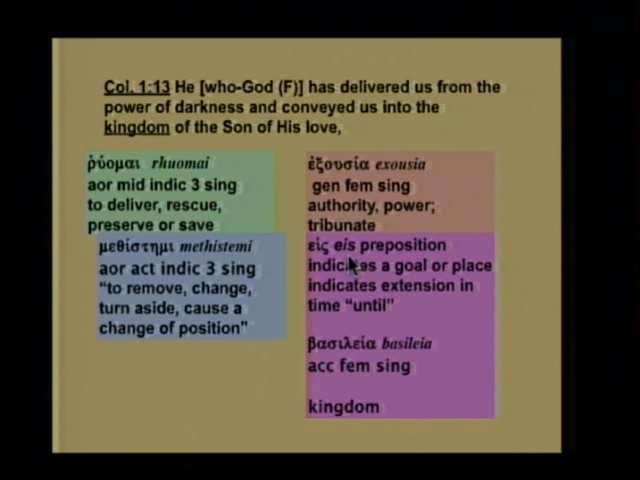 Col. 1:13 He [who-God (F)] has delivered us from the
power of darkness and conveyed us into the
kingdom of the Son of His love,
ῥύομαι rhuomai
aor mid indic 3 sing
to deliver, rescue,
preserve or save
μεθίστημι methistemi
aor act indic 3 sing
“to remove, change,
turn aside, cause a
change of position”
ἐξουσία exousia
gen fem sing
authority, power;
tribunate
εἰς eis preposition
indicates a goal or place
indicates extension in
time “until”
βασιλεία basileia
acc fem sing
kingdom